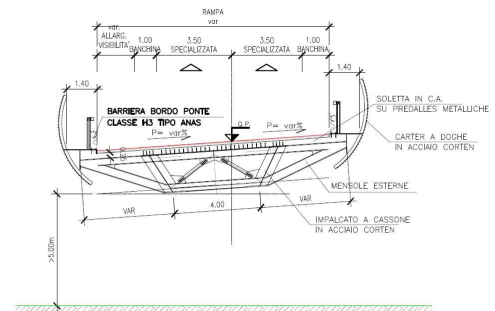 RAMPA
var
var.
ALLARG.
VISIBILITÀ
1.00
BANCHINA
3.50
SPECIALIZZATA
3.50
SPECIALIZZATA
1.00
BANCHINA
1.40
1.40
BARRIERA BORDO PONTE
CLASSE H3 TIPO ANAS
P= var%
Q.P.
P= var%
SOLETTA IN C.A.
SU PREDALLES METALLICHE
CARTER A DOGHE
IN ACCIAIO CORTEN
MENSOLE ESTERNE
VAR
4.00
VAR
IMPALCATO A CASSONE
IN ACCIAIO CORTEN
>5.00m